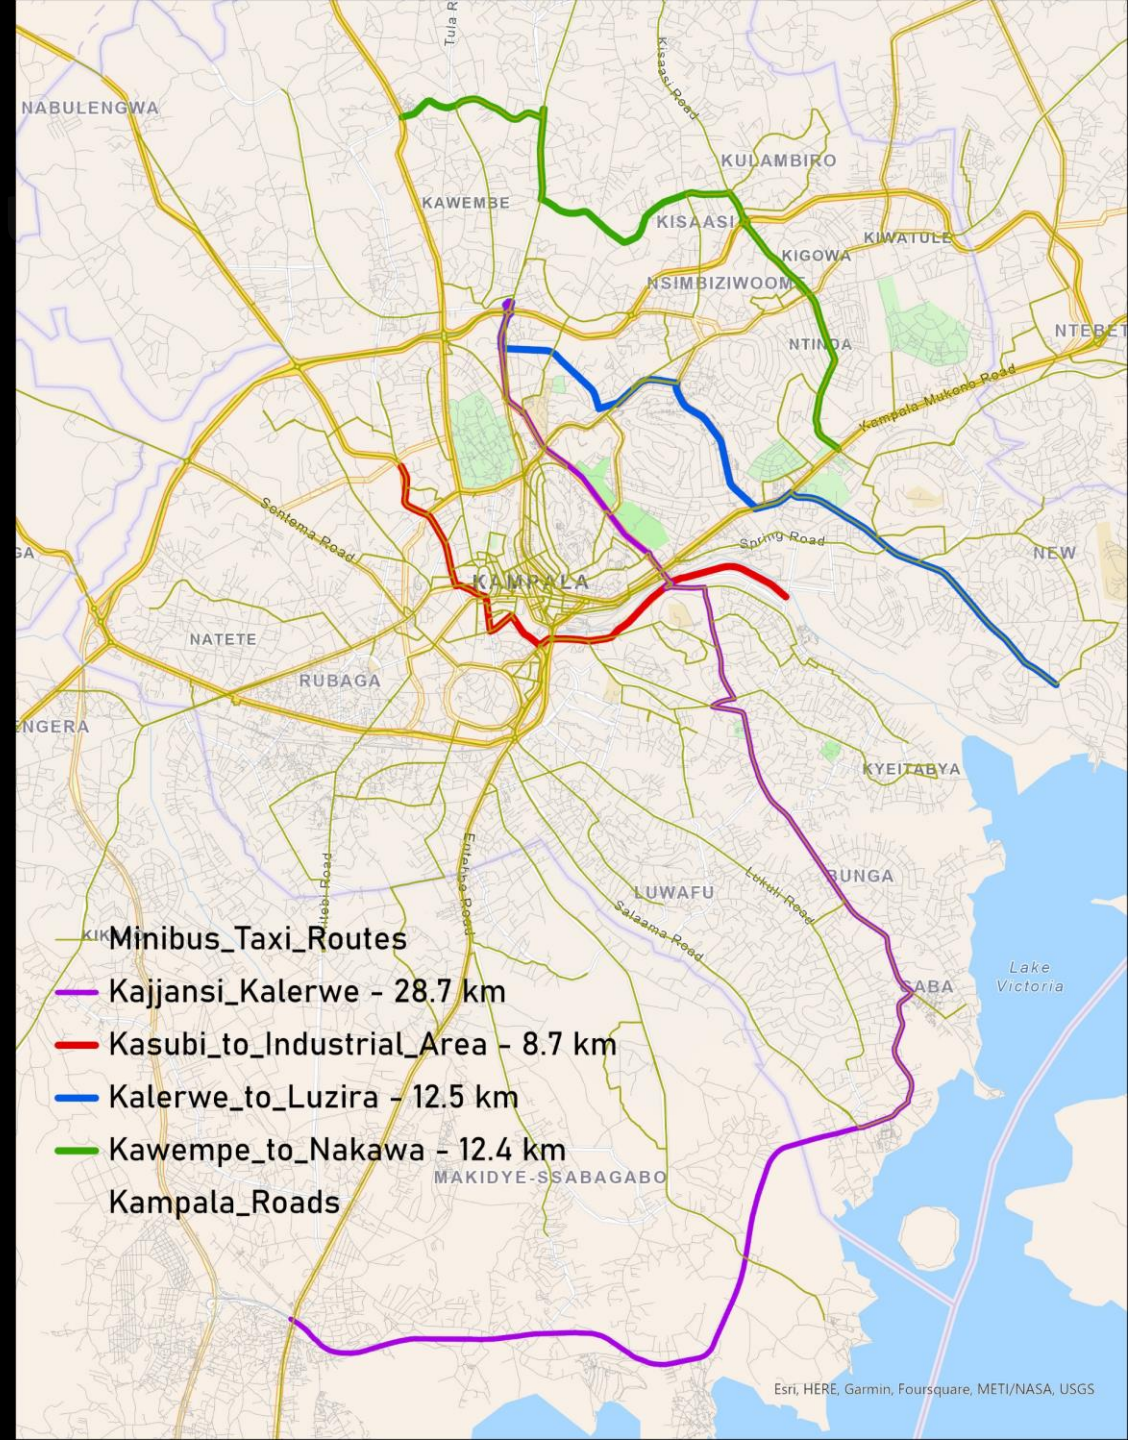 Tula R
Kisaasi Road
NABULENGWA
KULAMBIRO
KAWEMBE
KISAASI
KIWATULE
KIGOWA
NSIMBIZIWOOME
NTEBET
NTINDA
Kampala-Mukono Road
Sentema Road
Spring Road
GA
NEW
KAMPALA
NATETE
RUBAGA
ENGERA
KYEITABYA
Entebbe Road
BUNGA
LUWAFU
Lukuli Road
Salaama Road
Minibus_Taxi_Routes
Lake
Victoria
GABA
Kajjansi_Kalerwe - 28.7 km
Kasubi_to_Industrial_Area - 8.7 km
Kalerwe_to_Luzira - 12.5 km
Kawempe_to_Nakawa - 12.4 km
MAKIDYE-SSABAGABO
Kampala_Roads
Esri, HERE, Garmin, Foursquare, METI/NASA, USGS